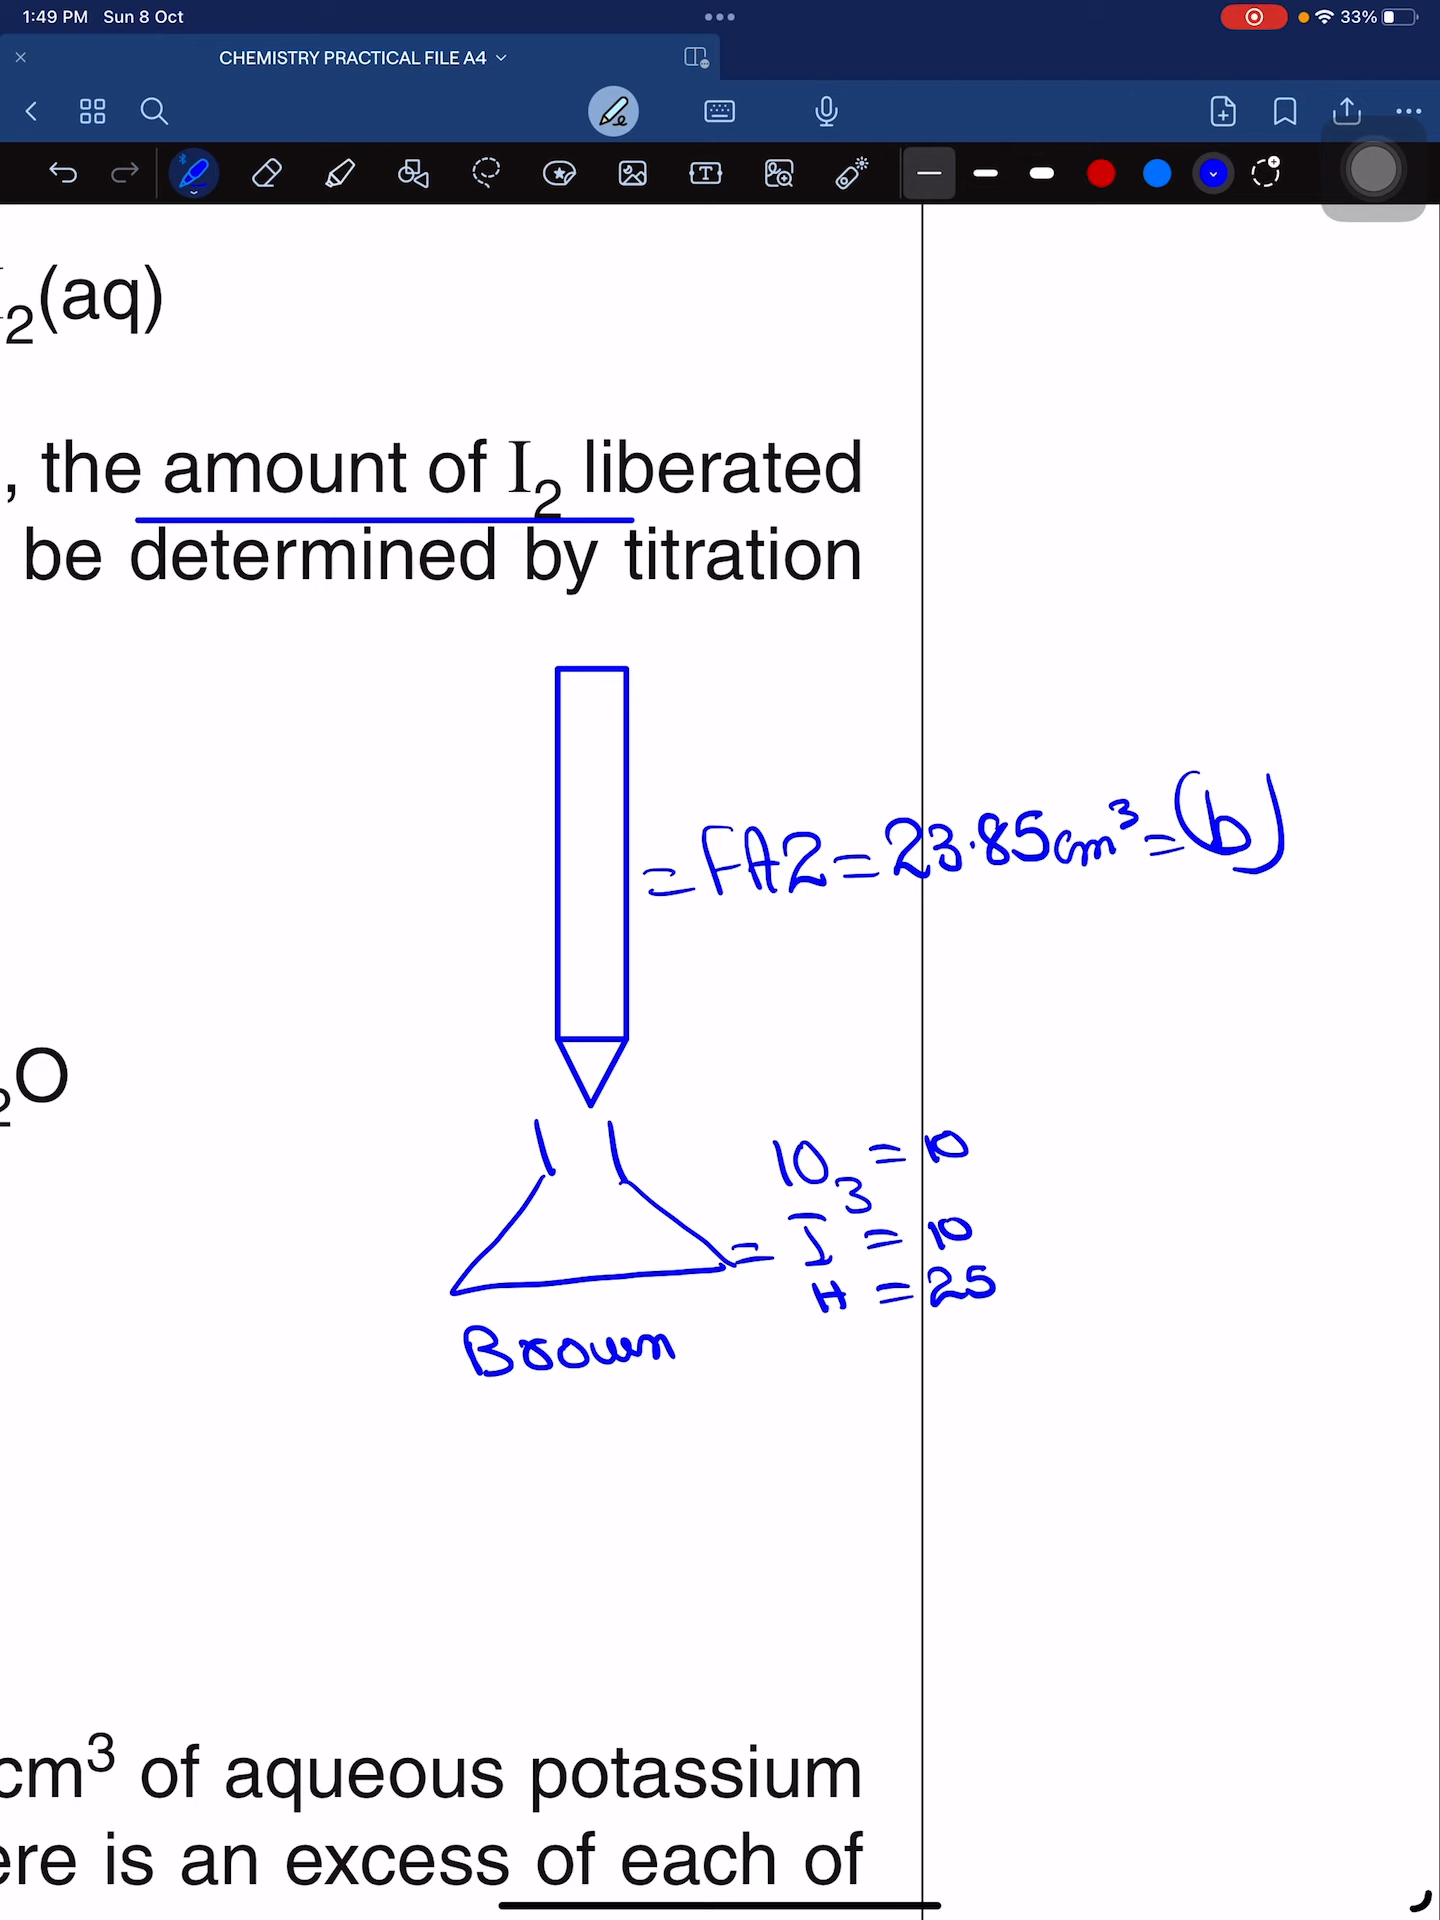 1:49 PM Sun 8 Oct
33%
CHEMISTRY PRACTICAL FILE A4
₂(aq)
, the amount of I₂ liberated
be determined by titration
= FA2 = 23.85cm³ = (b)
₂O
IO₃ = 10
= I = 10
H = 25
Brown
cm³ of aqueous potassium
ere is an excess of each of